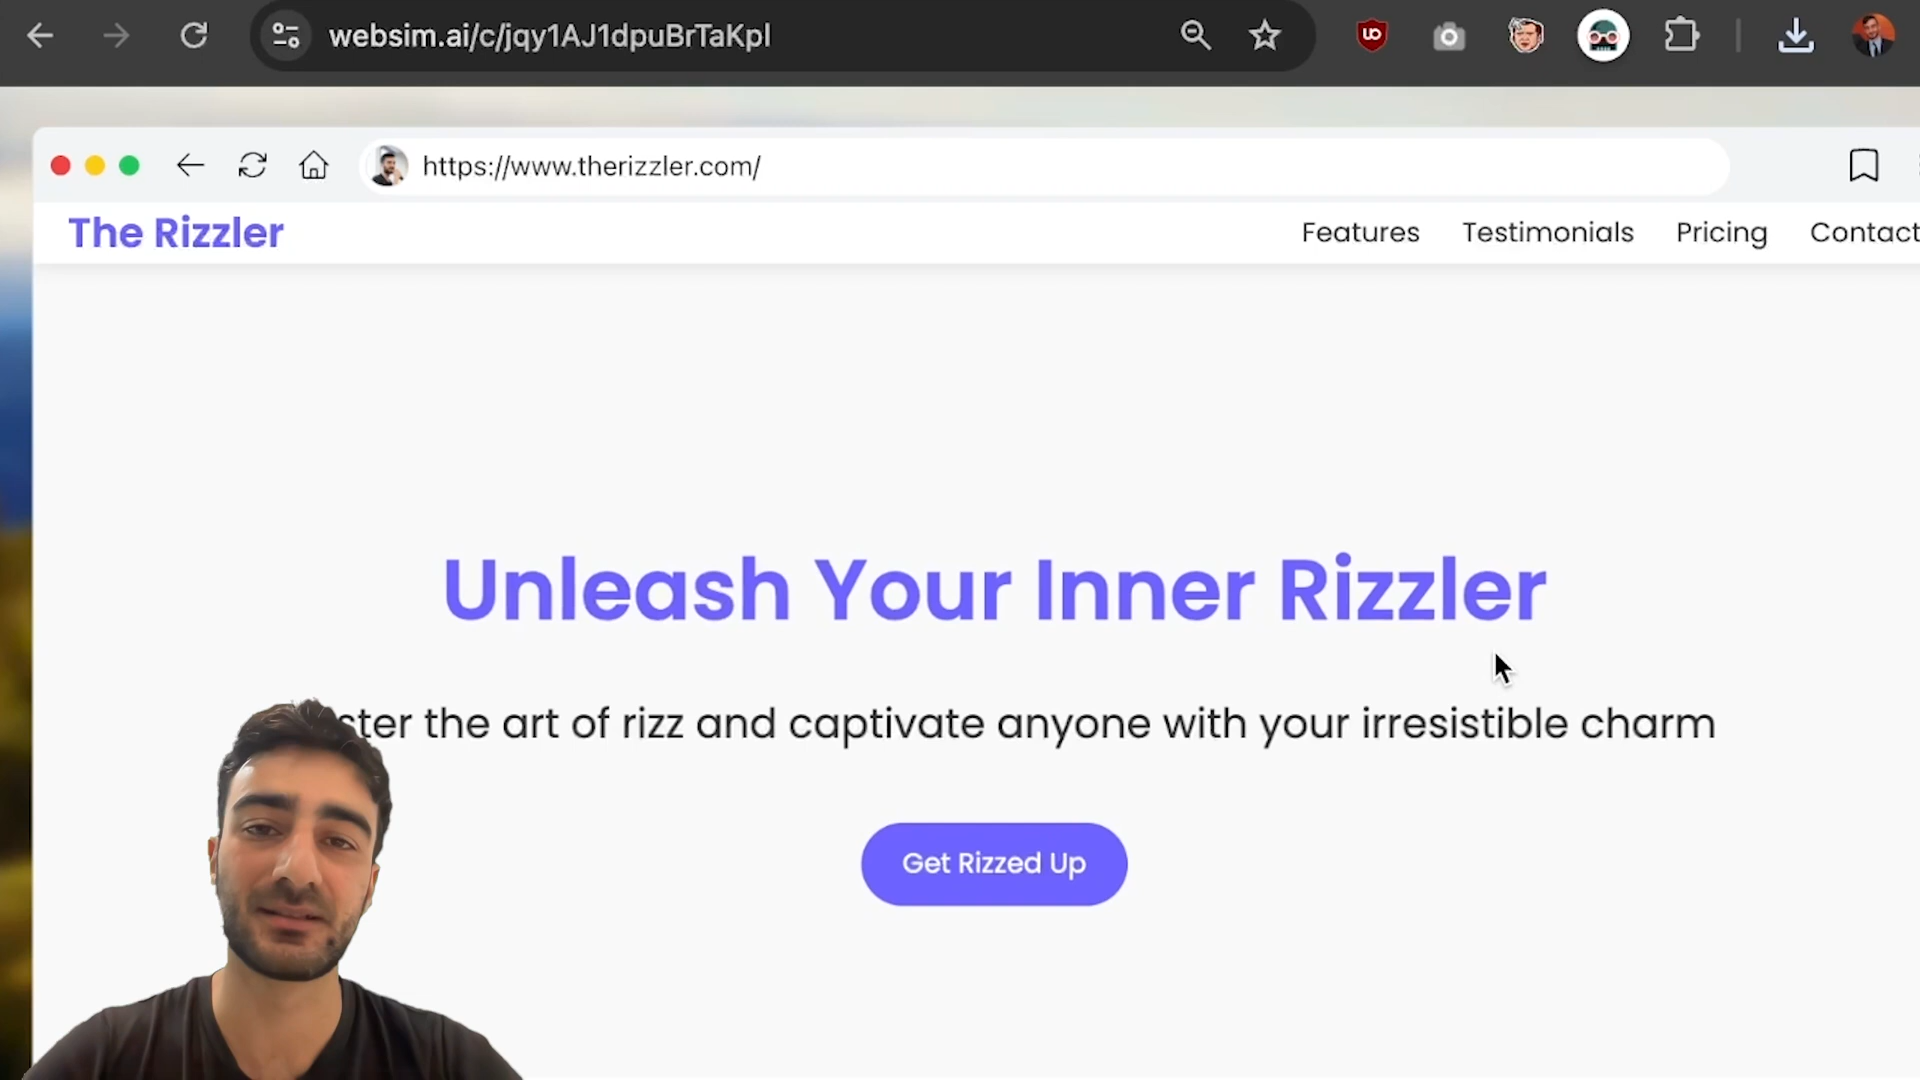 websim.ai/c/jqy1AJ1dpuBrTaKpl
https://www.therizzler.com/
The Rizzler
Features Testimonials Pricing Contact
Unleash Your Inner Rizzler
ster the art of rizz and captivate anyone with your irresistible charm
Get Rizzed Up